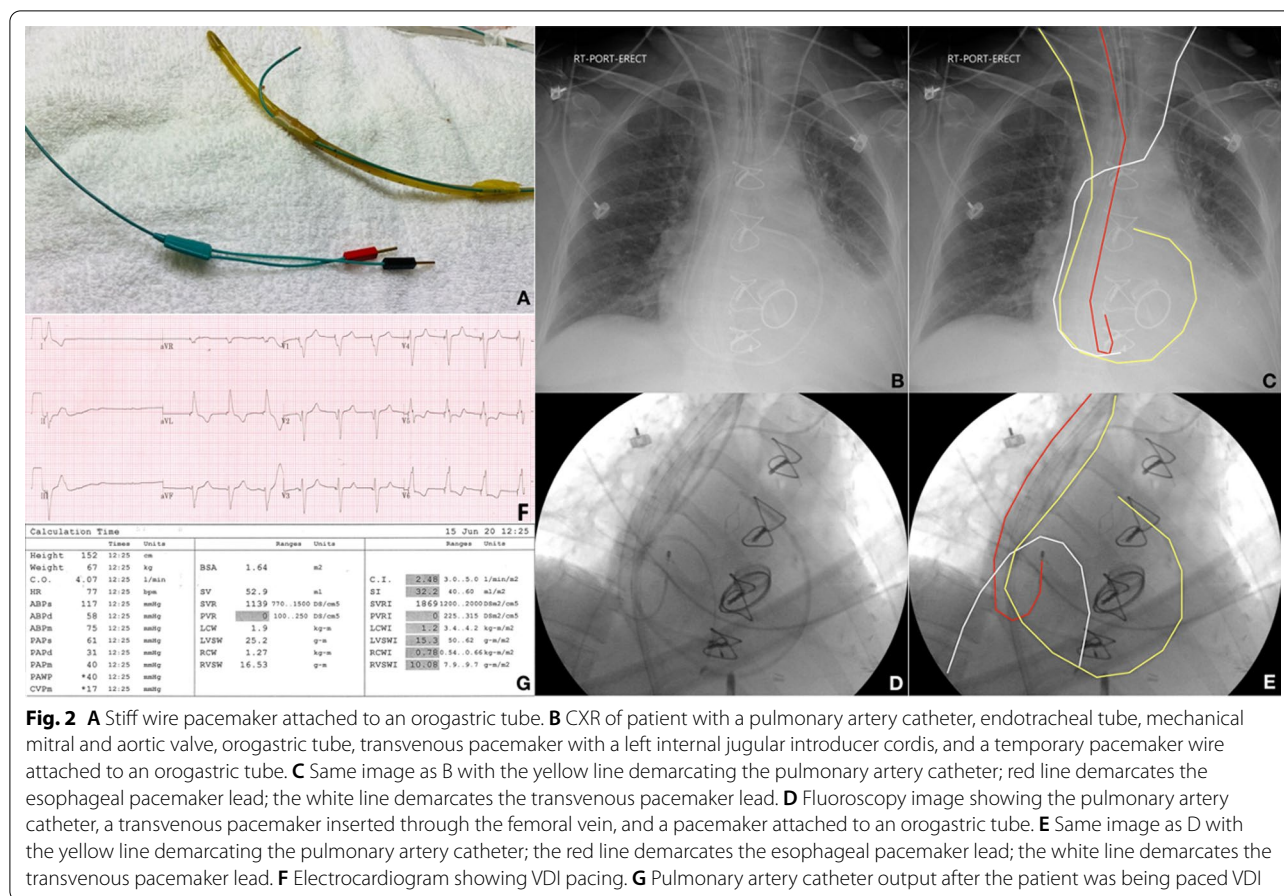 A
RT-PORT-ERECT
B
RT-PORT-ERECT
C
I aVR V1 V4
II aVL V2 V5
III aVF V3 V6
F
D
E
Calculation Time 15 Jun 20 12:25
Times Units Ranges Units Ranges Units
Height 152 12:25 cm
Weight 67 12:25 kg BSA 1.64 m2
C.O. 4.07 12:25 l/min C.I. 2.48 3.0..5.0 l/min/m2
HR 77 12:25 bpm SV 52.9 ml SI 32.2 40..60 ml/m2
ABPs 117 12:25 mmHg SVR 1139 770..1500 DS/cm5 SVRI 1869 1200..2000 DSm2/cm5
ABPd 58 12:25 mmHg PVR 0 100..250 DS/cm5 PVRI 0 225..315 DSm2/cm5
ABPm 75 12:25 mmHg LCW 1.9 kg-m LCWI 1.2 3.4..4.2 kg-m/m2
PAPs 61 12:25 mmHg LVSW 25.2 g-m LVSWI 15.3 50..62 g-m/m2
PAPd 31 12:25 mmHg RCW 1.27 kg-m RCWI 0.78 0.54..0.66 kg-m/m2
PAPm 40 12:25 mmHg RVSW 16.53 g-m RVSWI 10.08 7.9..9.7 g-m/m2
PAWP *40 12:25 mmHg
CVPm *17 12:25 mmHg
G
Fig. 2 A Stiff wire pacemaker attached to an orogastric tube. B CXR of patient with a pulmonary artery catheter, endotracheal tube, mechanical
mitral and aortic valve, orogastric tube, transvenous pacemaker with a left internal jugular introducer cordis, and a temporary pacemaker wire
attached to an orogastric tube. C Same image as B with the yellow line demarcating the pulmonary artery catheter; red line demarcates the
esophageal pacemaker lead; the white line demarcates the transvenous pacemaker lead. D Fluoroscopy image showing the pulmonary artery
catheter, a transvenous pacemaker inserted through the femoral vein, and a pacemaker attached to an orogastric tube. E Same image as D with
the yellow line demarcating the pulmonary artery catheter; the red line demarcates the esophageal pacemaker lead; the white line demarcates the
transvenous pacemaker lead. F Electrocardiogram showing VDI pacing. G Pulmonary artery catheter output after the patient was being paced VDI